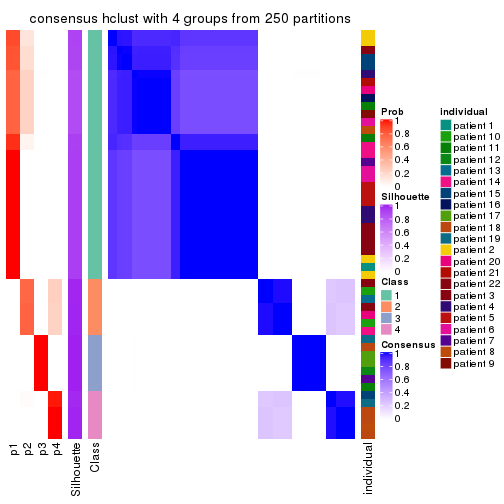 consensus hclust with 4 groups from 250 partitions
Prob
1
0.8
0.6
0.4
0.2
0
Silhouette
1
0.8
0.6
0.4
0.2
0
Class
1
2
3
4
Consensus
1
0.8
0.6
0.4
0.2
0
individual
patient 1
patient 10
patient 11
patient 12
patient 13
patient 14
patient 15
patient 16
patient 17
patient 18
patient 19
patient 2
patient 20
patient 21
patient 22
patient 3
patient 4
patient 5
patient 6
patient 7
patient 8
patient 9
p1
p2
p3
p4
Silhouette
Class
individual